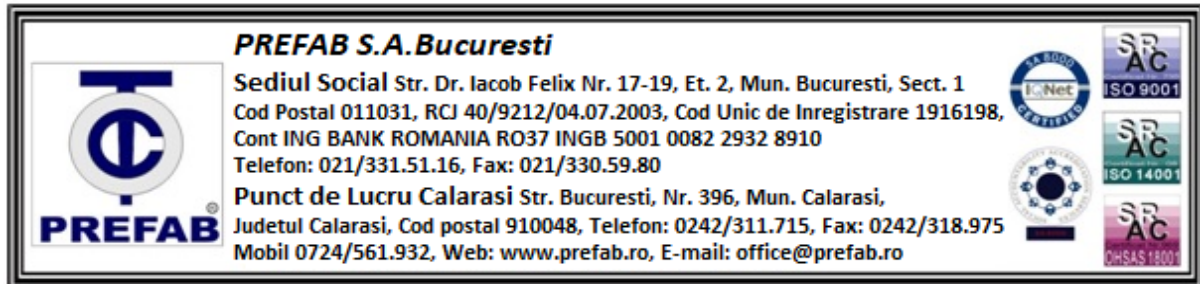 PREFAB S.A.Bucuresti
Sediul Social Str. Dr. Iacob Felix Nr. 17-19, Et. 2, Mun. Bucuresti, Sect. 1
Cod Postal 011031, RCJ 40/9212/04.07.2003, Cod Unic de Inregistrare 1916198,
Cont ING BANK ROMANIA RO37 INGB 5001 0082 2932 8910
Telefon: 021/331.51.16, Fax: 021/330.59.80
Punct de Lucru Calarasi Str. Bucuresti, Nr. 396, Mun. Calarasi,
Judetul Calarasi, Cod postal 910048, Telefon: 0242/311.715, Fax: 0242/318.975
Mobil 0724/561.932, Web: www.prefab.ro, E-mail: office@prefab.ro
PREFAB®
SA 8000
IQNet
CERTIFIED
SRAC
ISO 9001
SRAC
ISO 14001
SRAC
OHSAS 18001